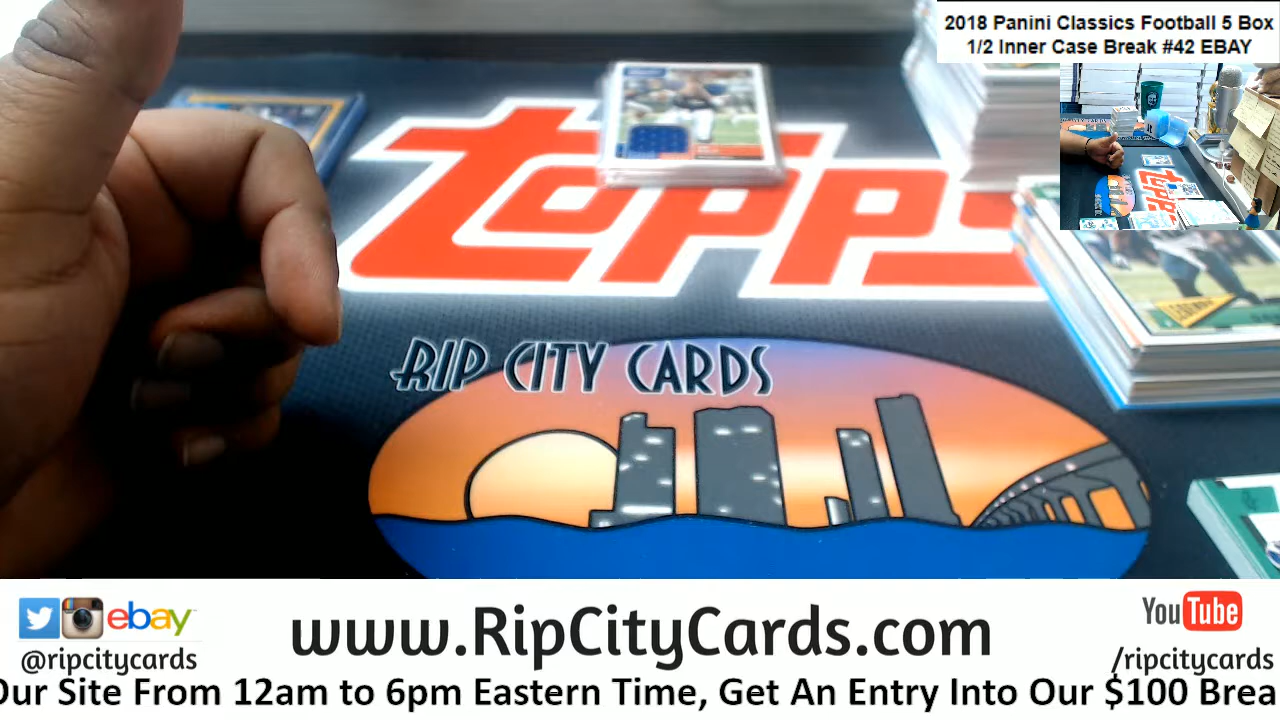 2018 Panini Classics Football 5 Box
1/2 Inner Case Break #42 EBAY
topps
RIP CITY CARDS
LEGENDS
ebay
www.RipCityCards.com
YouTube
@ripcitycards
/ripcitycards
Our Site From 12am to 6pm Eastern Time, Get An Entry Into Our $100 Brea